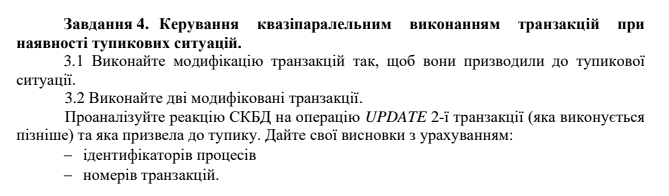 Завдання 4. Керування квазіпаралельним виконанням транзакцій при
наявності тупикових ситуацій.
3.1 Виконайте модифікацію транзакцій так, щоб вони призводили до тупикової
ситуації.
3.2 Виконайте дві модифіковані транзакції.
Проаналізуйте реакцію СКБД на операцію UPDATE 2-ї транзакції (яка виконується
пізніше) та яка призвела до тупику. Дайте свої висновки з урахуванням:
– ідентифікаторів процесів
– номерів транзакцій.